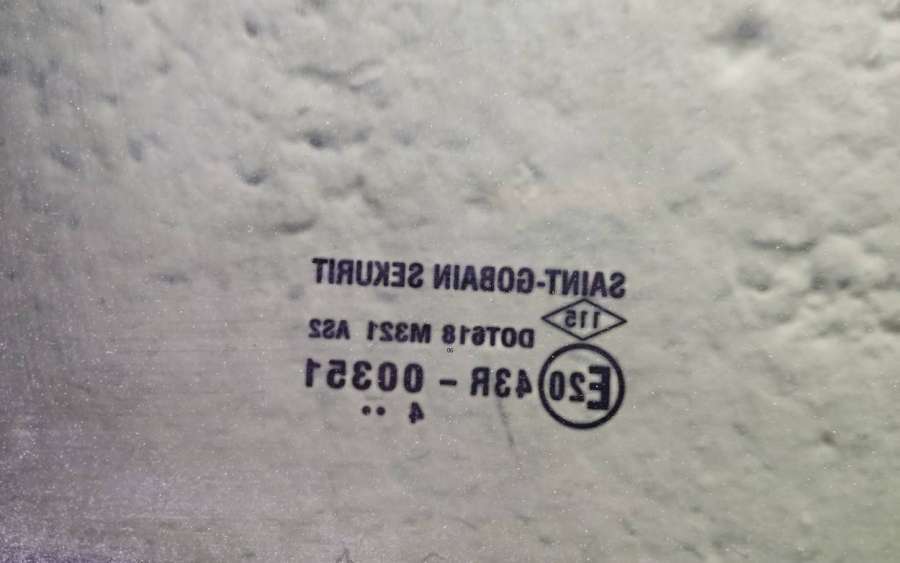 SAINT-GOBAIN SEKURIT
115
DOT618 M321 AS2
E20 43R - 00351
4 ••